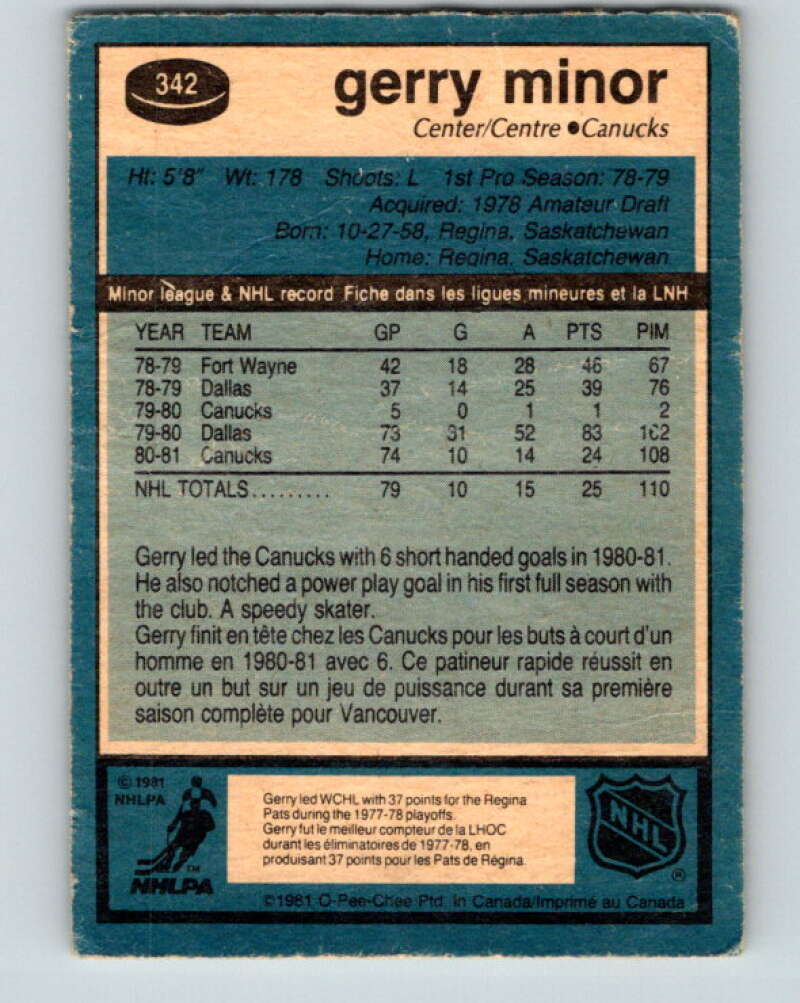 342
gerry minor
Center/Centre ●Canucks
Ht: 5'8" Wt: 178 Shoots: L 1st Pro Season: 78-79
Acquired: 1978 Amateur Draft
Born: 10-27-58, Regina, Saskatchewan
Home: Regina, Saskatchewan
Minor league & NHL record Fiche dans les ligues mineures et la LNH
YEAR TEAM GP G A PTS PIM
78-79 Fort Wayne 42 18 28 46 67
78-79 Dallas 37 14 25 39 76
79-80 Canucks 5 0 1 1 2
79-80 Dallas 73 31 52 83 162
80-81 Canucks 74 10 14 24 108
NHL TOTALS......... 79 10 15 25 110
Gerry led the Canucks with 6 short handed goals in 1980-81.
He also notched a power play goal in his first full season with
the club. A speedy skater.
Gerry finit en tête chez les Canucks pour les buts à court d'un
homme en 1980-81 avec 6. Ce patineur rapide réussit en
outre un but sur un jeu de puissance durant sa première
saison complète pour Vancouver.
© 1981
NHLPA
Gerry led WCHL with 37 points for the Regina
Pats during the 1977-78 playoffs.
Gerry fut le meilleur compteur de la LHOC
durant les éliminatoires de 1977-78, en
produisant 37 points pour les Pats de Régina.
NHL
®
TM
NHLPA
©1981 O-Pee-Chee Ptd. in Canada/Imprimé au Canada